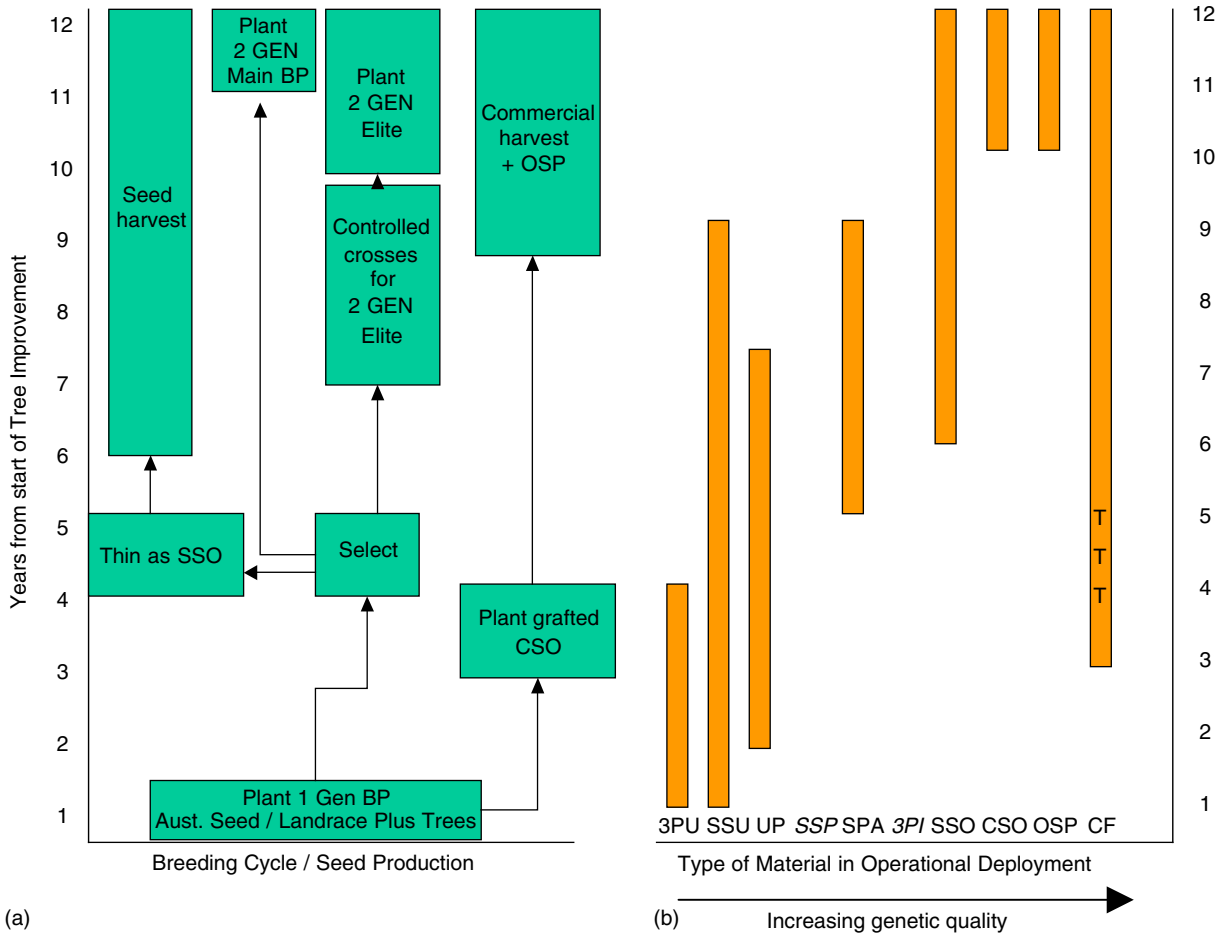 12
11
10
9
8
7
6
5
4
3
2
1
Years from start of Tree Improvement
Seed
harvest
Plant
2 GEN
Main BP
Plant
2 GEN
Elite
Commercial
harvest
+ OSP
Controlled
crosses
for
2 GEN
Elite
Thin as SSO
Select
Plant grafted
CSO
Plant 1 Gen BP
Aust. Seed / Landrace Plus Trees
Breeding Cycle / Seed Production
(a)
12
11
10
9
8
7
6
5
4
3
2
1
T
T
T
3PU SSU UP SSP SPA 3PI SSO CSO OSP CF
Type of Material in Operational Deployment
(b)
Increasing genetic quality